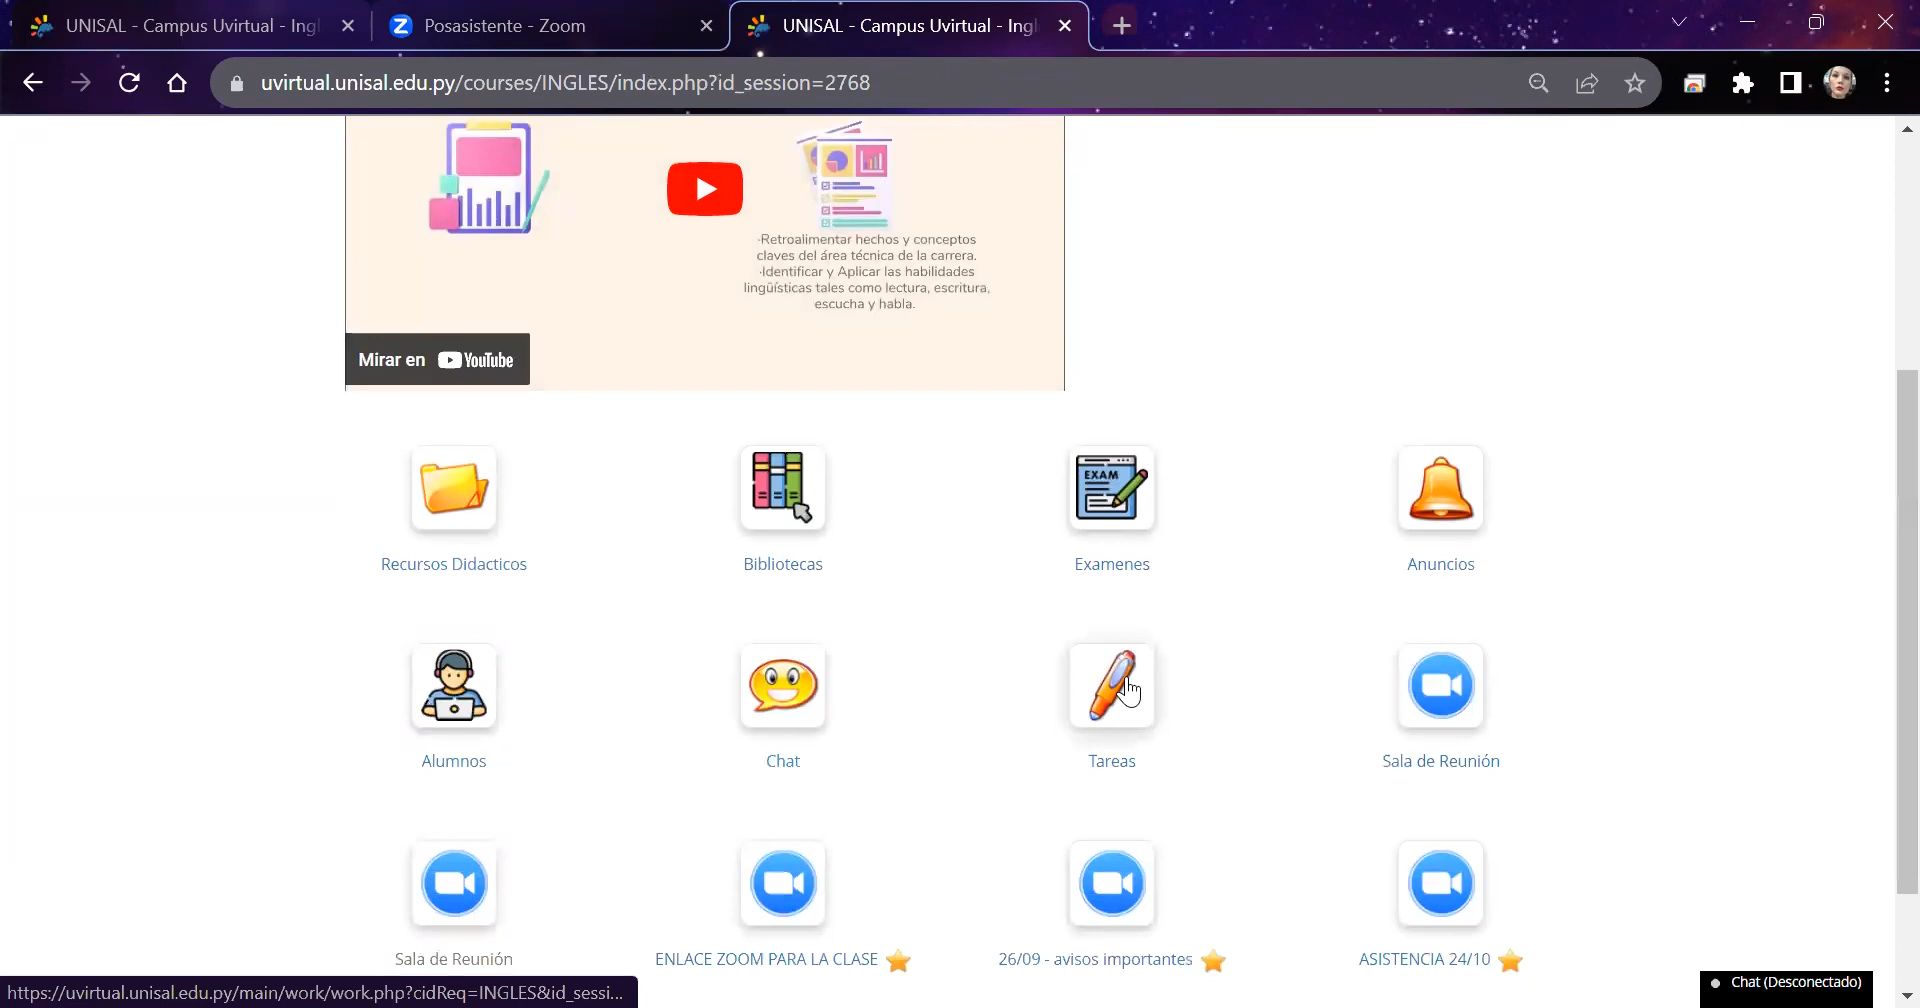 UNISAL - Campus Uvirtual - Ingl
Posasistente - Zoom
UNISAL - Campus Uvirtual - Ingl
uvirtual.unisal.edu.py/courses/INGLES/index.php?id_session=2768
·Retroalimentar hechos y conceptos
claves del área técnica de la carrera.
·Identificar y Aplicar las habilidades
lingüísticas tales como lectura, escritura,
escucha y habla.
Mirar en YouTube
EXAM
Recursos Didacticos
Bibliotecas
Examenes
Anuncios
Alumnos
Chat
Tareas
Sala de Reunión
Sala de Reunión
ENLACE ZOOM PARA LA CLASE
26/09 - avisos importantes
ASISTENCIA 24/10
https://uvirtual.unisal.edu.py/main/work/work.php?cidReq=INGLES&id_sessi...
Chat (Desconectado)